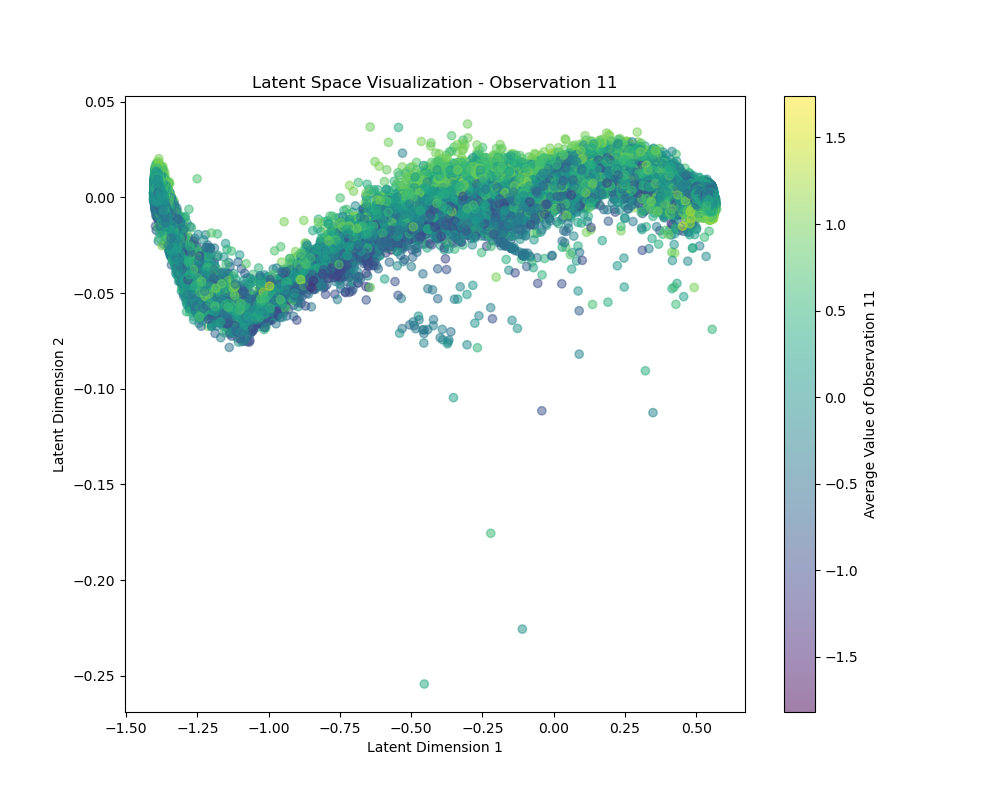 Latent Space Visualization - Observation 11
0.05
0.00
−0.05
−0.10
−0.15
−0.20
−0.25
Latent Dimension 2
−1.50 −1.25 −1.00 −0.75 −0.50 −0.25 0.00 0.25 0.50
Latent Dimension 1
1.5
1.0
0.5
0.0
−0.5
−1.0
−1.5
Average Value of Observation 11